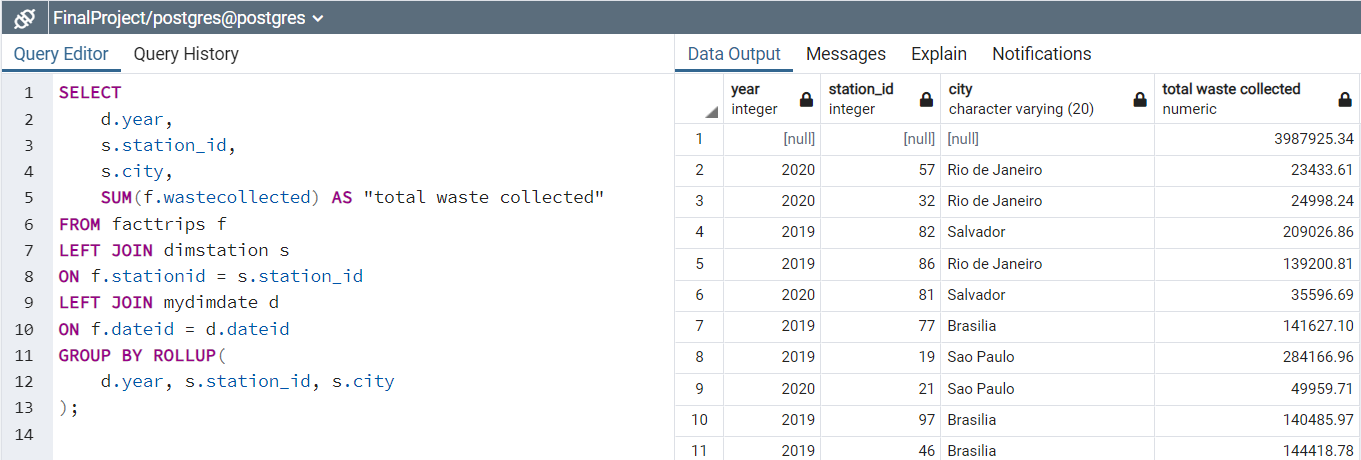 FinalProject/postgres@postgres
Query Editor Query History
1 SELECT
2 d.year,
3 s.station_id,
4 s.city,
5 SUM(f.wastecollected) AS "total waste collected"
6 FROM facttrips f
7 LEFT JOIN dimstation s
8 ON f.stationid = s.station_id
9 LEFT JOIN mydimdate d
10 ON f.dateid = d.dateid
11 GROUP BY ROLLUP(
12 d.year, s.station_id, s.city
13 );
14
Data Output Messages Explain Notifications
year station_id city total waste collected
integer integer character varying (20) numeric
1 [null] [null] [null] 3987925.34
2 2020 57 Rio de Janeiro 23433.61
3 2020 32 Rio de Janeiro 24998.24
4 2019 82 Salvador 209026.86
5 2019 86 Rio de Janeiro 139200.81
6 2020 81 Salvador 35596.69
7 2019 77 Brasilia 141627.10
8 2019 19 Sao Paulo 284166.96
9 2020 21 Sao Paulo 49959.71
10 2019 97 Brasilia 140485.97
11 2019 46 Brasilia 144418.78